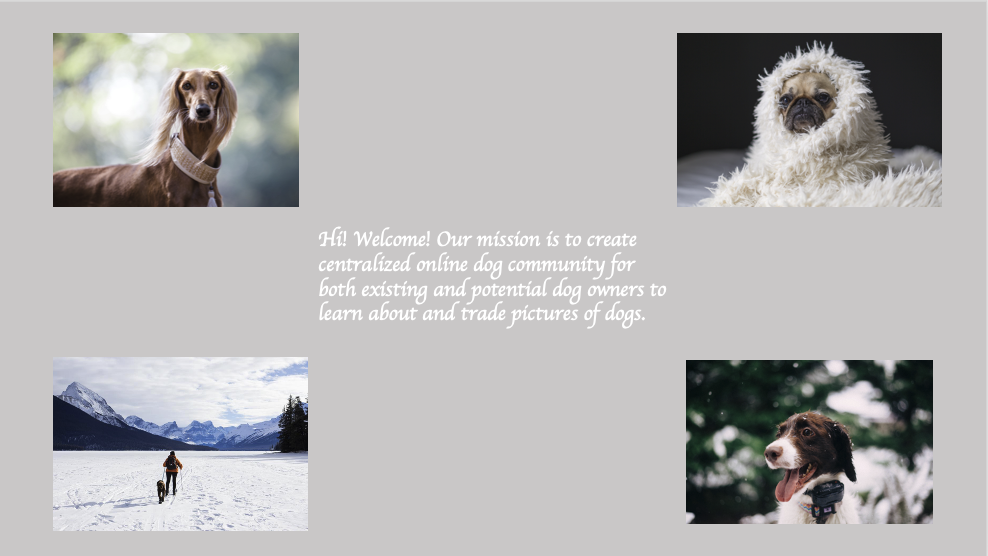 Hi! Welcome! Our mission is to create
centralized online dog community for
both existing and potential dog owners to
learn about and trade pictures of dogs.